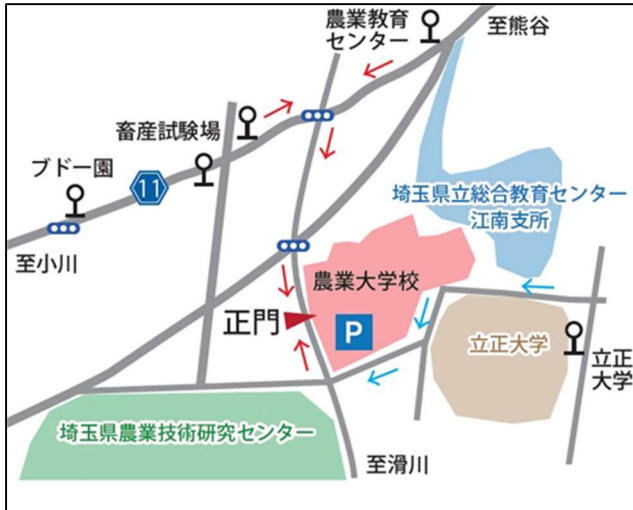 農業教育
センター
至熊谷
畜産試験場
ブドー園
11
至小川
埼玉県立総合教育センター
江南支所
農業大学校
正門
P
立正大学
立正
大学
埼玉県農業技術研究センター
至滑川